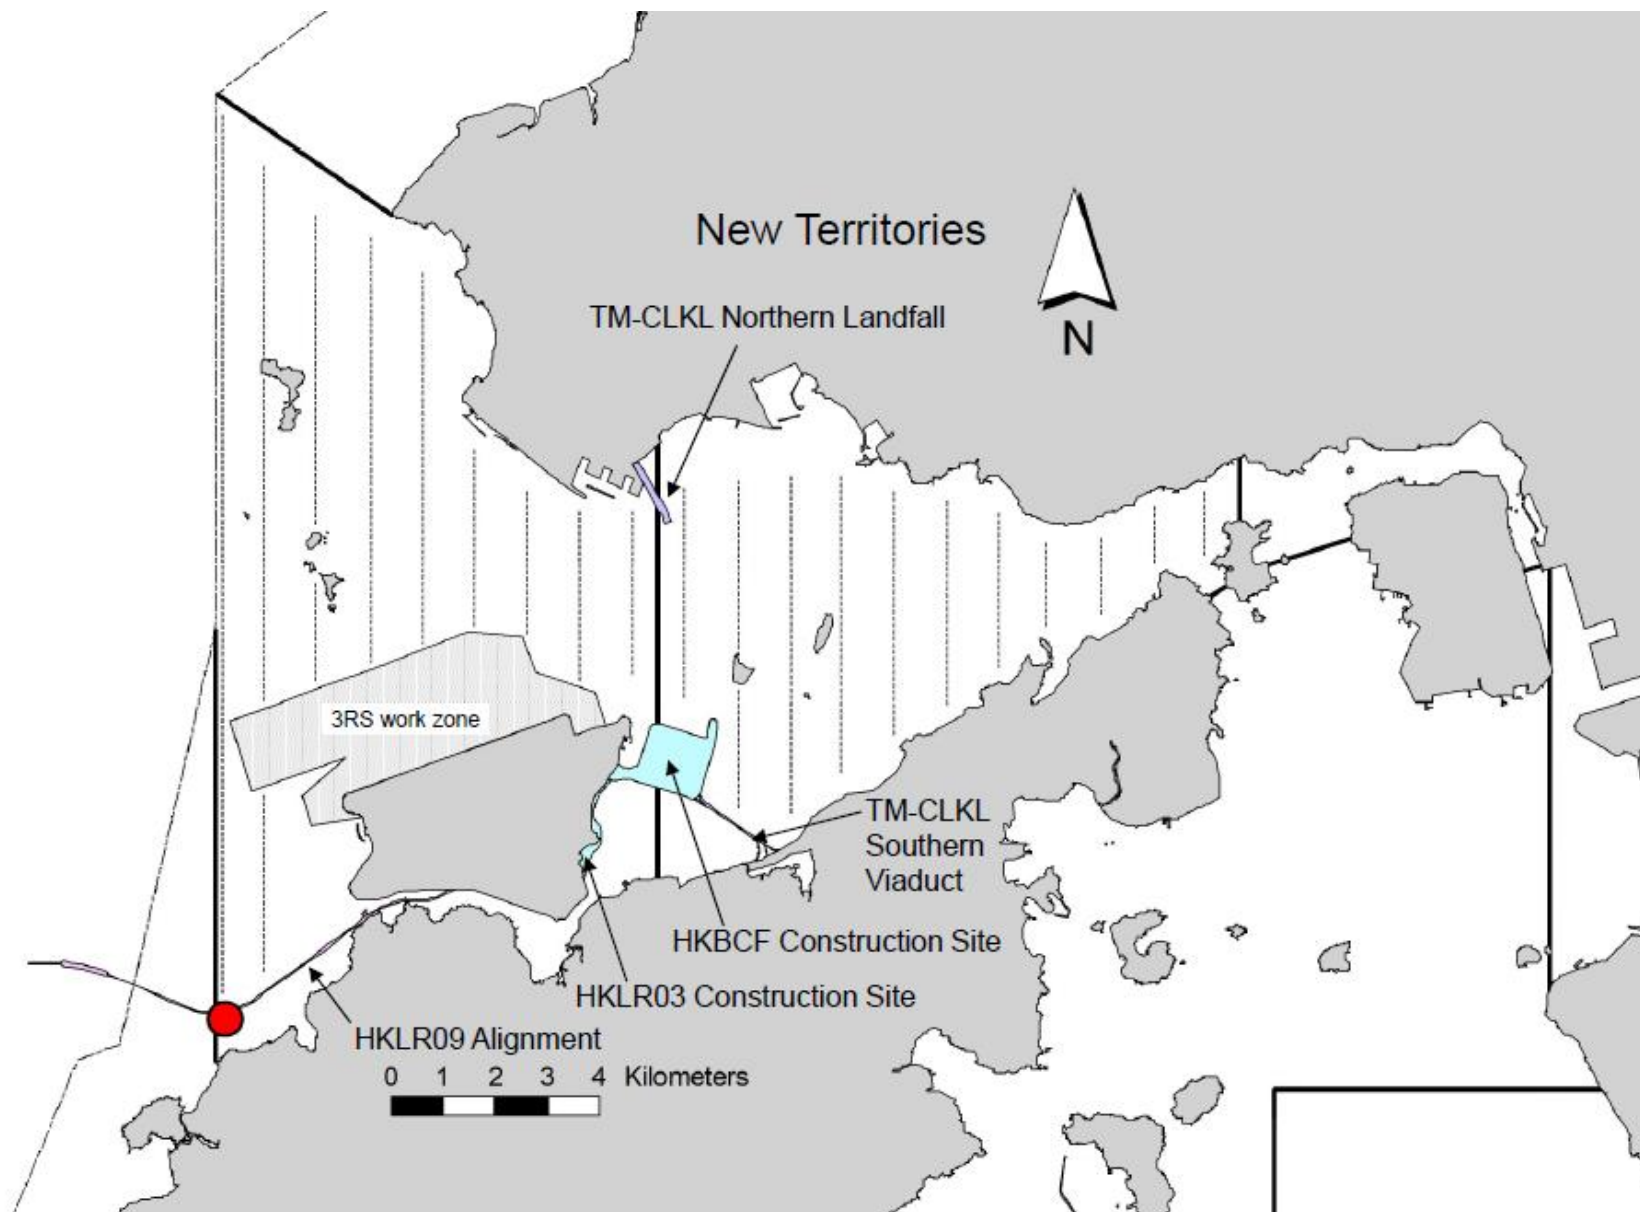 New Territories
TM-CLKL Northern Landfall
N
3RS work zone
TM-CLKL
Southern
Viaduct
HKBCF Construction Site
HKLR03 Construction Site
HKLR09 Alignment
0 1 2 3 4 Kilometers